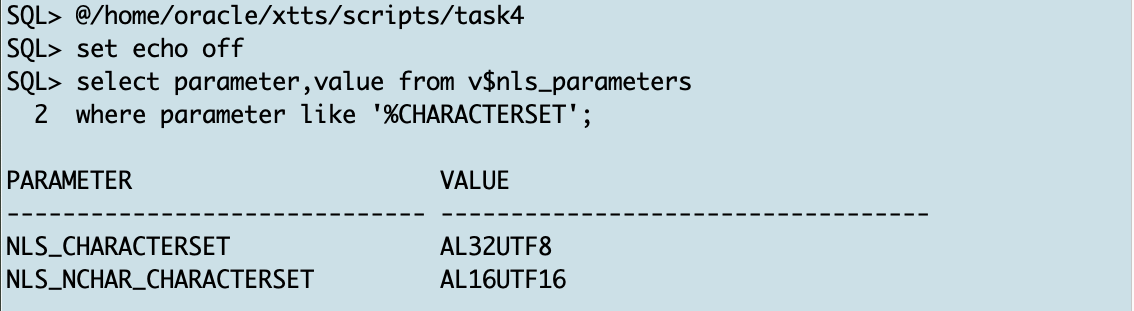 SQL> @/home/oracle/xtts/scripts/task4
SQL> set echo off
SQL> select parameter,value from v$nls_parameters
  2  where parameter like '%CHARACTERSET';
PARAMETER                      VALUE
------------------------------ -----------------------------------
NLS_CHARACTERSET               AL32UTF8
NLS_NCHAR_CHARACTERSET         AL16UTF16